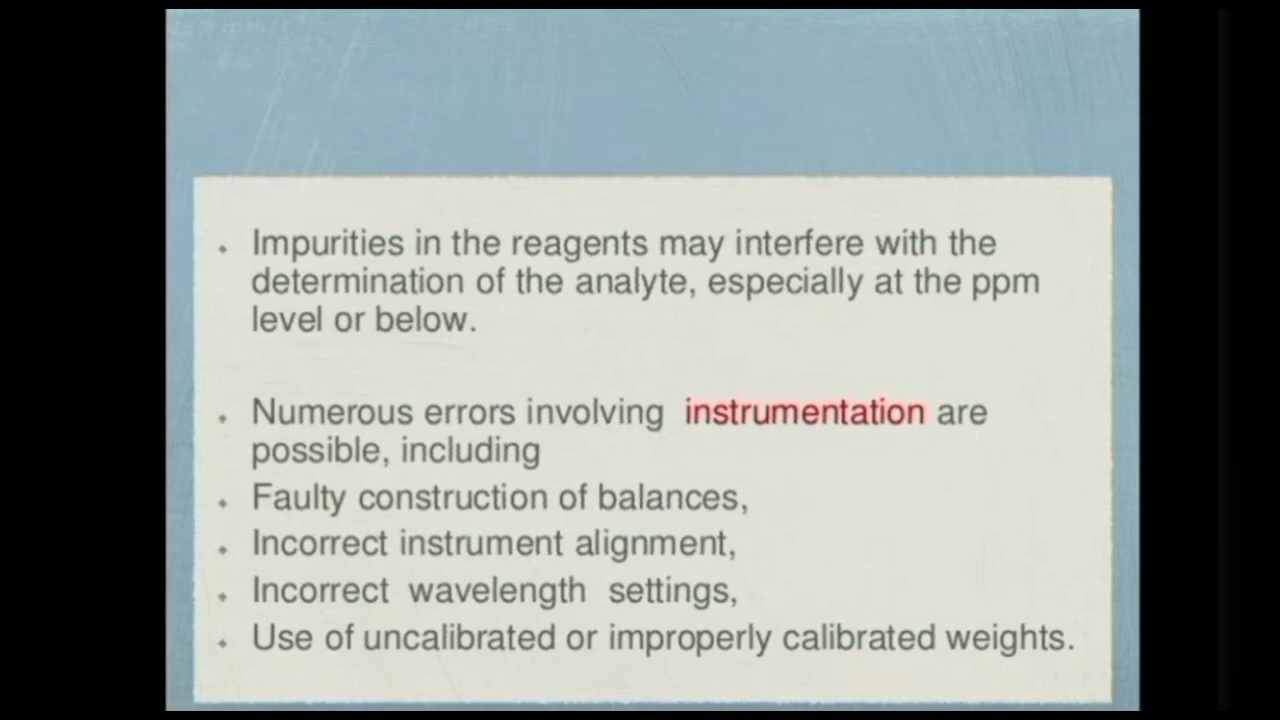 Impurities in the reagents may interfere with the
determination of the analyte, especially at the ppm
level or below.
Numerous errors involving instrumentation are
possible, including
Faulty construction of balances,
Incorrect instrument alignment,
Incorrect wavelength settings,
Use of uncalibrated or improperly calibrated weights.